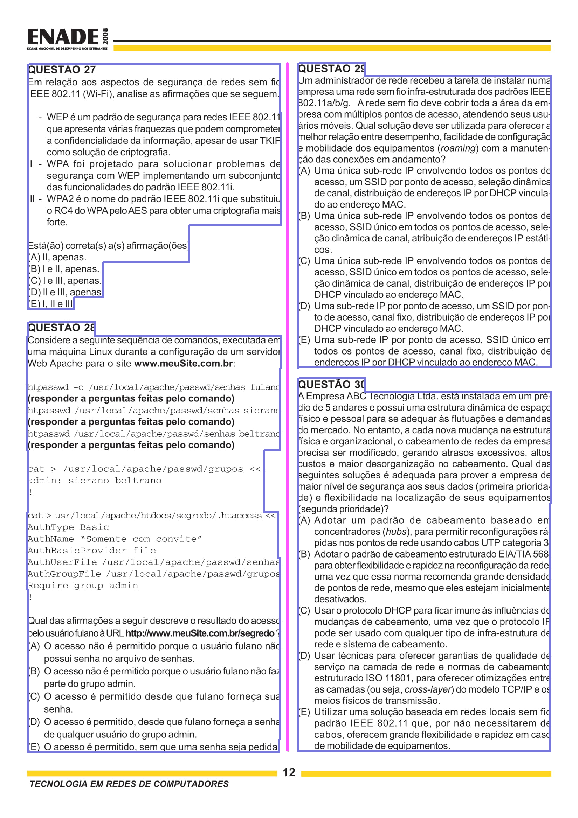 ENADE 2008
EXAME NACIONAL DE DESEMPENHO DOS ESTUDANTES
QUESTÃO 27
Em relação aos aspectos de segurança de redes sem fio
IEEE 802.11 (Wi-Fi), analise as afirmações que se seguem.
I - WEP é um padrão de segurança para redes IEEE 802.11
que apresenta várias fraquezas que podem comprometer
a confidencialidade da informação, apesar de usar TKIP
como solução de criptografia.
II - WPA foi projetado para solucionar problemas de
segurança com WEP implementando um subconjunto
das funcionalidades do padrão IEEE 802.11i.
III - WPA2 é o nome do padrão IEEE 802.11i que substituiu
o RC4 do WPA pelo AES para obter uma criptografia mais
forte.
Está(ão) correta(s) a(s) afirmação(ões)
(A) II, apenas.
(B) I e II, apenas.
(C) I e III, apenas.
(D) II e III, apenas.
(E) I, II e III.
QUESTÃO 28
Considere a seguinte sequência de comandos, executada em
uma máquina Linux durante a configuração de um servidor
Web Apache para o site www.meuSite.com.br:
htpasswd -c /usr/local/apache/passwd/senhas fulano
(responder a perguntas feitas pelo comando)
htpasswd /usr/local/apache/passwd/senhas sicrano
(responder a perguntas feitas pelo comando)
htpasswd /usr/local/apache/passwd/senhas beltrano
(responder a perguntas feitas pelo comando)
cat > /usr/local/apache/passwd/grupos <<!
admin: sicrano beltrano
!
cat > usr/local/apache/htdocs/segredo/.htaccess <<!
AuthType Basic
AuthName "Somente com convite"
AuthBasicProvider file
AuthUserFile /usr/local/apache/passwd/senhas
AuthGroupFile /usr/local/apache/passwd/grupos
Require group admin
!
Qual das afirmações a seguir descreve o resultado do acesso
pelo usuário fulano à URL http://www.meuSite.com.br/segredo?
(A) O acesso não é permitido porque o usuário fulano não
possui senha no arquivo de senhas.
(B) O acesso não é permitido porque o usuário fulano não faz
parte do grupo admin.
(C) O acesso é permitido desde que fulano forneça sua
senha.
(D) O acesso é permitido, desde que fulano forneça a senha
de qualquer usuário do grupo admin.
(E) O acesso é permitido, sem que uma senha seja pedida.
QUESTÃO 29
Um administrador de rede recebeu a tarefa de instalar numa
empresa uma rede sem fio infra-estruturada dos padrões IEEE
802.11a/b/g. A rede sem fio deve cobrir toda a área da em-
presa com múltiplos pontos de acesso, atendendo seus usu-
ários móveis. Qual solução deve ser utilizada para oferecer a
melhor relação entre desempenho, facilidade de configuração
e mobilidade dos equipamentos (roaming) com a manuten-
ção das conexões em andamento?
(A) Uma única sub-rede IP envolvendo todos os pontos de
acesso, um SSID por ponto de acesso, seleção dinâmica
de canal, distribuição de endereços IP por DHCP vincula-
do ao endereço MAC.
(B) Uma única sub-rede IP envolvendo todos os pontos de
acesso, SSID único em todos os pontos de acesso, sele-
ção dinâmica de canal, atribuição de endereços IP estáti-
cos.
(C) Uma única sub-rede IP envolvendo todos os pontos de
acesso, SSID único em todos os pontos de acesso, sele-
ção dinâmica de canal, distribuição de endereços IP por
DHCP vinculado ao endereço MAC.
(D) Uma sub-rede IP por ponto de acesso, um SSID por pon-
to de acesso, canal fixo, distribuição de endereços IP por
DHCP vinculado ao endereço MAC.
(E) Uma sub-rede IP por ponto de acesso, SSID único em
todos os pontos de acesso, canal fixo, distribuição de
endereços IP por DHCP vinculado ao endereço MAC.
QUESTÃO 30
A Empresa ABC Tecnologia Ltda. está instalada em um pré-
dio de 5 andares e possui uma estrutura dinâmica de espaço
físico e pessoal para se adequar às flutuações e demandas
do mercado. No entanto, a cada nova mudança na estrutura
física e organizacional, o cabeamento de redes da empresa
precisa ser modificado, gerando atrasos excessivos, altos
custos e maior desorganização no cabeamento. Qual das
seguintes soluções é adequada para prover a empresa de
maior nível de segurança aos seus dados (primeira priorida-
de) e flexibilidade na localização de seus equipamentos
(segunda prioridade)?
(A) Adotar um padrão de cabeamento baseado em
concentradores (hubs), para permitir reconfigurações rá-
pidas nos pontos de rede usando cabos UTP categoria 3.
(B) Adotar o padrão de cabeamento estruturado EIA/TIA 568,
para obter flexibilidade e rapidez na reconfiguração da rede,
uma vez que essa norma recomenda grande densidade
de pontos de rede, mesmo que eles estejam inicialmente
desativados.
(C) Usar o protocolo DHCP para ficar imune às influências de
mudanças de cabeamento, uma vez que o protocolo IP
pode ser usado com qualquer tipo de infra-estrutura de
rede e sistema de cabeamento.
(D) Usar técnicas para oferecer garantias de qualidade de
serviço na camada de rede e normas de cabeamento
estruturado ISO 11801, para oferecer otimizações entre
as camadas (ou seja, cross-layer) do modelo TCP/IP e os
meios físicos de transmissão.
(E) Utilizar uma solução baseada em redes locais sem fio
padrão IEEE 802.11 que, por não necessitarem de
cabos, oferecem grande flexibilidade e rapidez em caso
de mobilidade de equipamentos.
12
TECNOLOGIA EM REDES DE COMPUTADORES